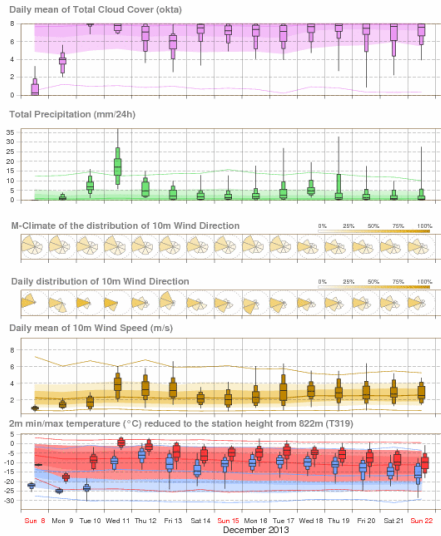 Daily mean of Total Cloud Cover (okta)
8
6
4
2
0
Total Precipitation (mm/24h)
35
30
25
20
15
10
5
0
M-Climate of the distribution of 10m Wind Direction
0% 25% 50% 75% 100%
Daily distribution of 10m Wind Direction
0% 25% 50% 75% 100%
Daily mean of 10m Wind Speed (m/s)
8
6
4
2
2m min/max temperature (°C) reduced to the station height from 822m (T319)
5
0
-5
-10
-15
-20
-25
-30
Sun 8 Mon 9 Tue 10 Wed 11 Thu 12 Fri 13 Sat 14 Sun 15 Mon 16 Tue 17 Wed 18 Thu 19 Fri 20 Sat 21 Sun 22
December 2013